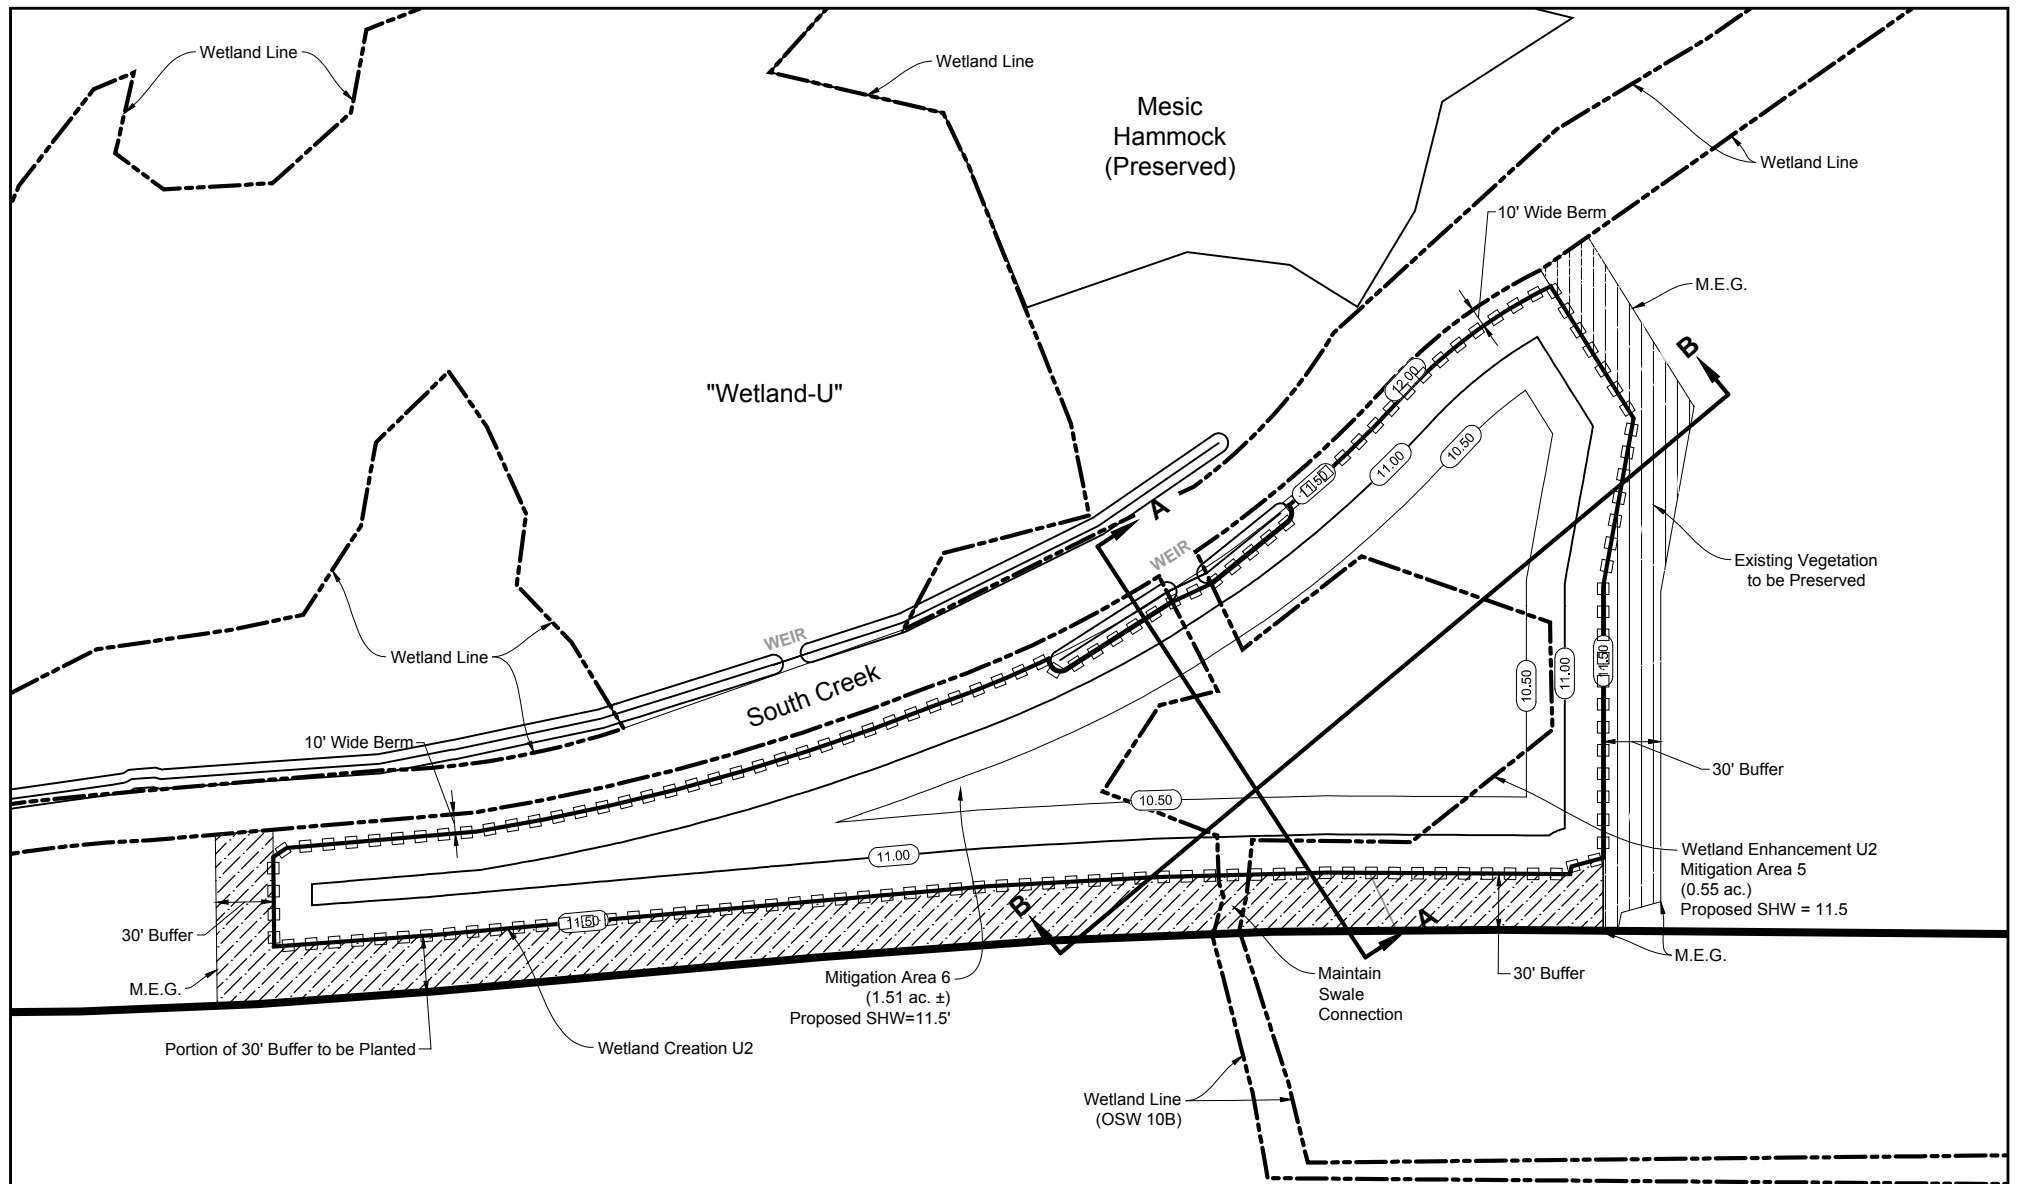 Wetland Line
Wetland Line
Mesic
Hammock
(Preserved)
Wetland Line
10' Wide Berm
M.E.G.
B
"Wetland-U"
12.00
11.00
10.50
11.50
A
WEIR
Existing Vegetation
to be Preserved
WEIR
Wetland Line
South Creek
10.50
11.00
11.50
10' Wide Berm
30' Buffer
10.50
11.00
Wetland Enhancement U2
Mitigation Area 5
(0.55 ac.)
Proposed SHW = 11.5
B
A
11.50
30' Buffer
M.E.G.
Mitigation Area 6
(1.51 ac. ±)
Proposed SHW=11.5'
Maintain
Swale
Connection
30' Buffer
M.E.G.
Portion of 30' Buffer to be Planted
Wetland Creation U2
Wetland Line
(OSW 10B)